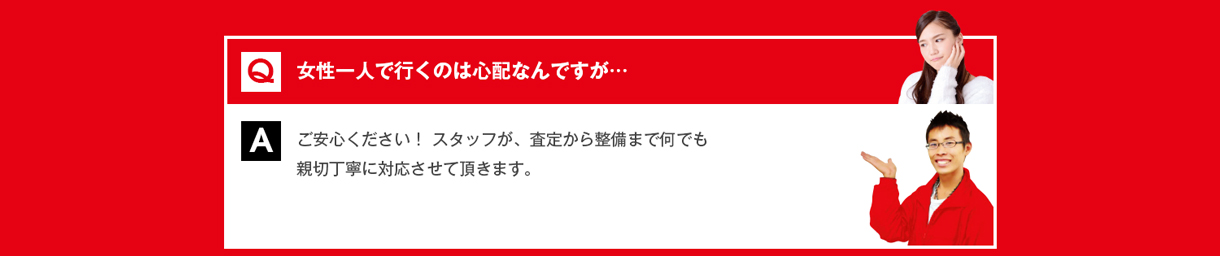 Q 女性一人で行くのは心配なんですが…
A ご安心ください！ スタッフが、査定から整備まで何でも
親切丁寧に対応させて頂きます。